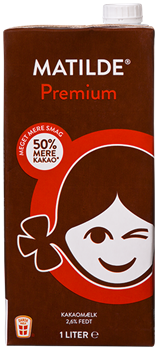 MATILDE®
Premium
MEGET MERE SMAG
50%
MERE
KAKAO*
KAKAOMÆLK
2,6% FEDT
1 LITER ℮